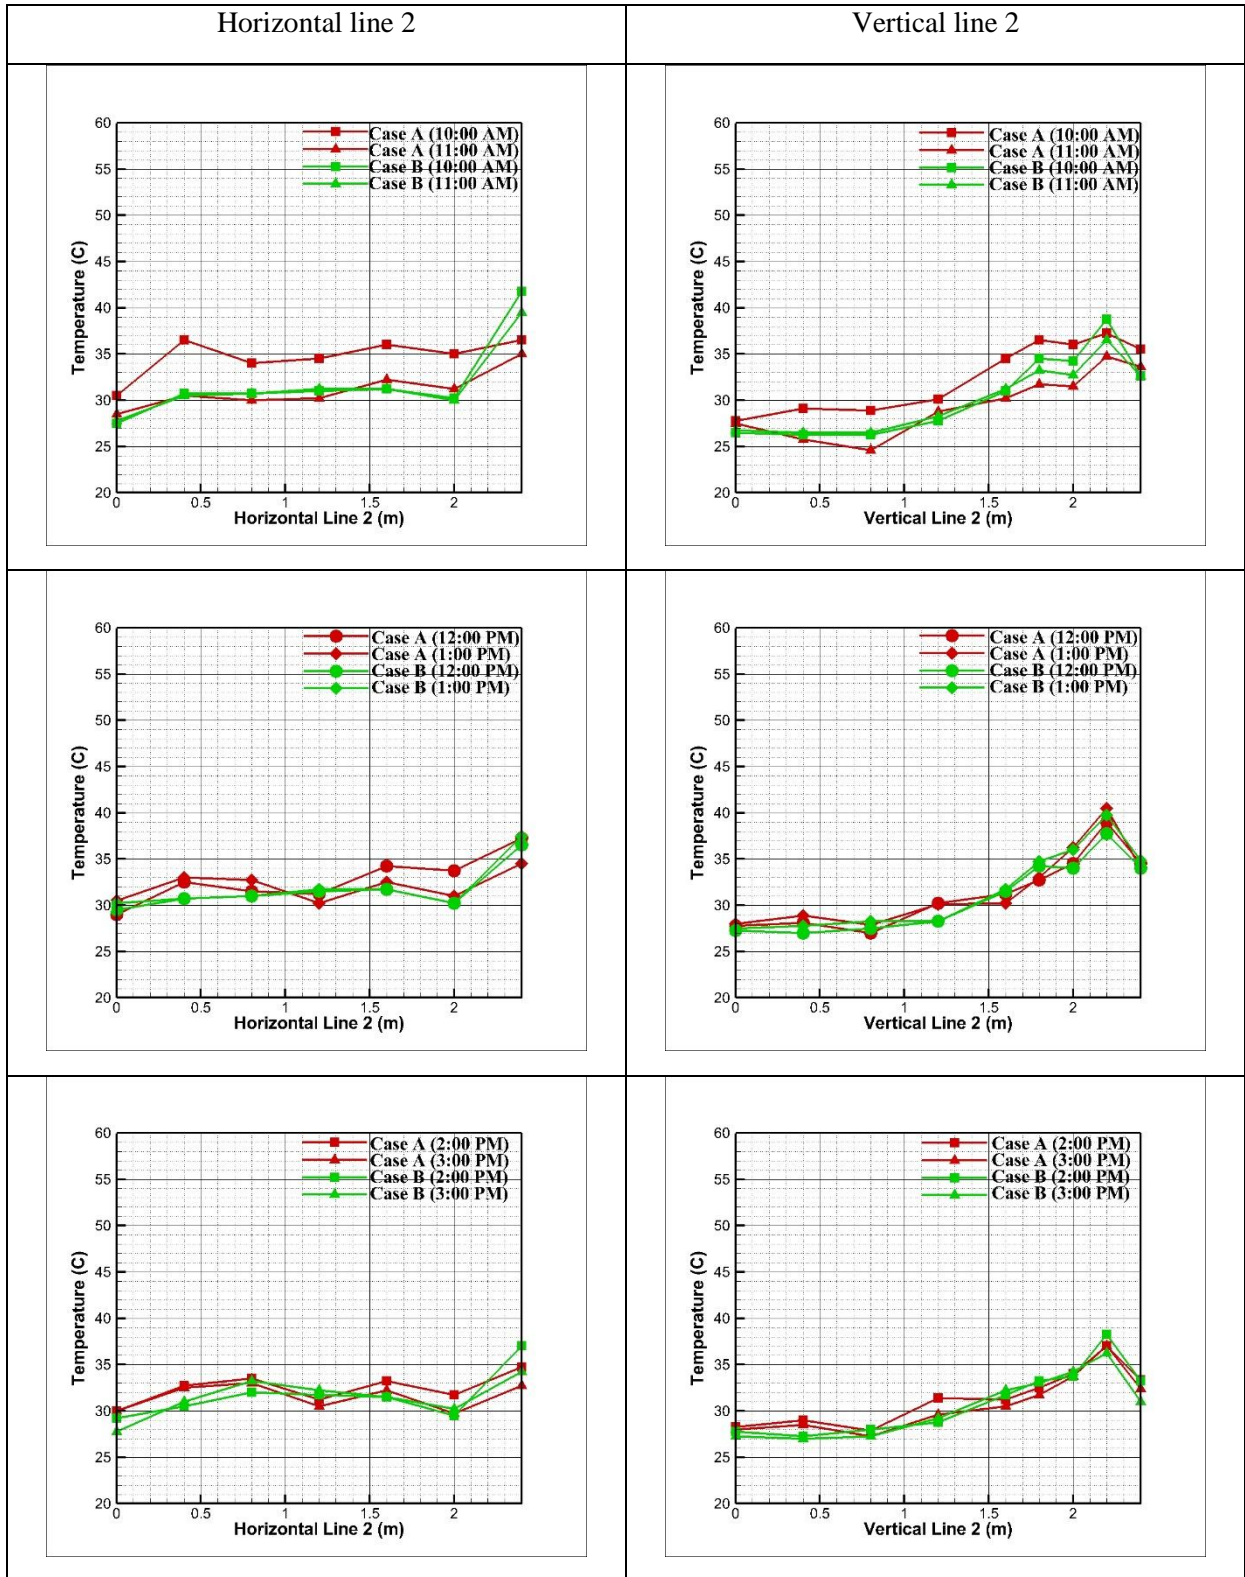 Horizontal line 2
Vertical line 2
60
55
50
45
40
35
30
25
20
Temperature (C)
Case A (10:00 AM)
Case A (11:00 AM)
Case B (10:00 AM)
Case B (11:00 AM)
0 0.5 1 1.5 2
Horizontal Line 2 (m)
60
55
50
45
40
35
30
25
20
Temperature (C)
Case A (10:00 AM)
Case A (11:00 AM)
Case B (10:00 AM)
Case B (11:00 AM)
0 0.5 1 1.5 2
Vertical Line 2 (m)
60
55
50
45
40
35
30
25
20
Temperature (C)
Case A (12:00 PM)
Case A (1:00 PM)
Case B (12:00 PM)
Case B (1:00 PM)
0 0.5 1 1.5 2
Horizontal Line 2 (m)
60
55
50
45
40
35
30
25
20
Temperature (C)
Case A (12:00 PM)
Case A (1:00 PM)
Case B (12:00 PM)
Case B (1:00 PM)
0 0.5 1 1.5 2
Vertical Line 2 (m)
60
55
50
45
40
35
30
25
20
Temperature (C)
Case A (2:00 PM)
Case A (3:00 PM)
Case B (2:00 PM)
Case B (3:00 PM)
0 0.5 1 1.5 2
Horizontal Line 2 (m)
60
55
50
45
40
35
30
25
20
Temperature (C)
Case A (2:00 PM)
Case A (3:00 PM)
Case B (2:00 PM)
Case B (3:00 PM)
0 0.5 1 1.5 2
Vertical Line 2 (m)